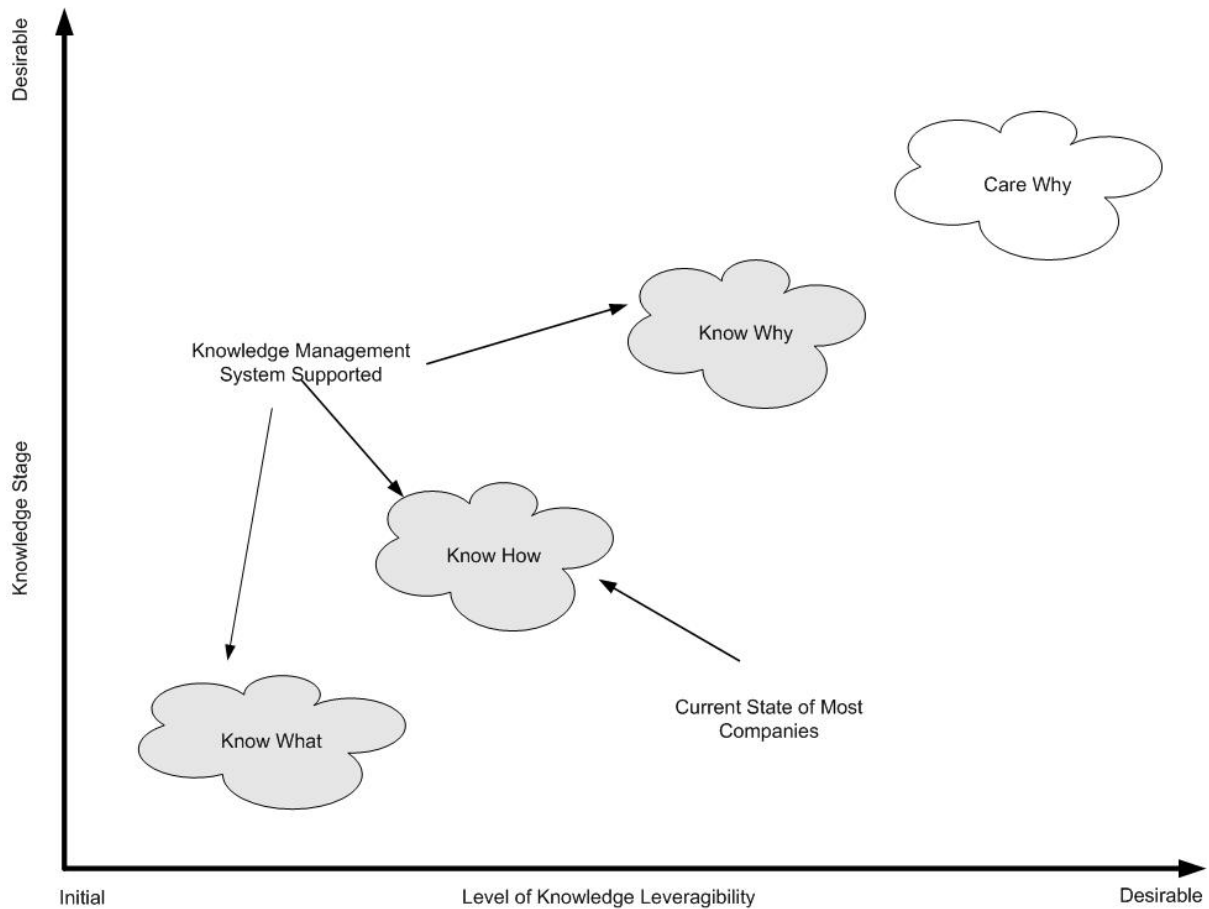 Desirable
Care Why
Know Why
Knowledge Management
System Supported
Knowledge Stage
Know How
Current State of Most
Companies
Know What
Initial
Level of Knowledge Leveragibility
Desirable